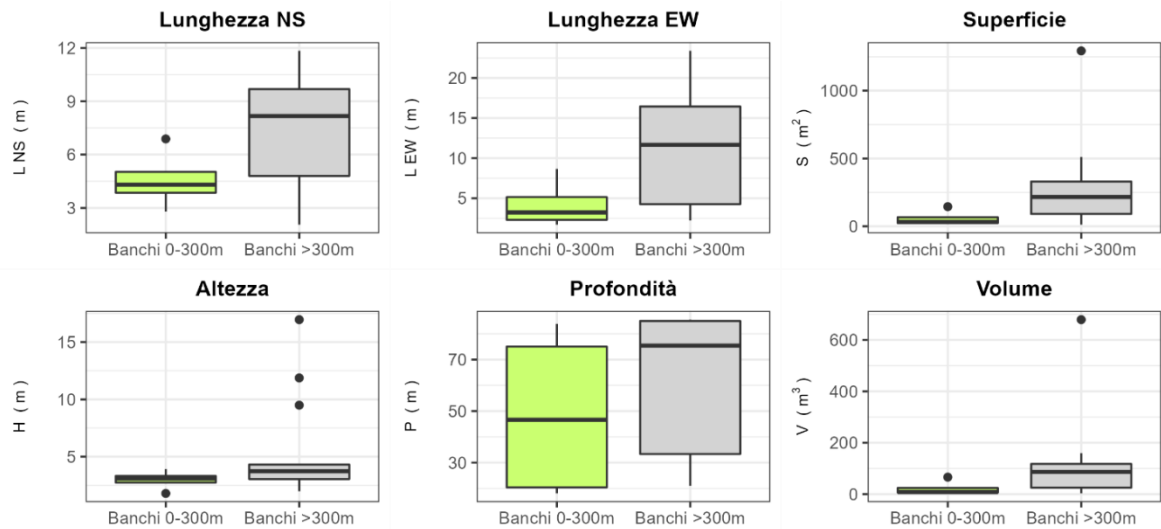 Lunghezza NS
L NS ( m )
12
9
6
3
Banchi 0-300m
Banchi >300m
Lunghezza EW
L EW ( m )
20
15
10
5
Banchi 0-300m
Banchi >300m
Superficie
S ( m² )
1000
500
0
Banchi 0-300m
Banchi >300m
Altezza
H ( m )
15
10
5
Banchi 0-300m
Banchi >300m
Profondità
P ( m )
70
50
30
Banchi 0-300m
Banchi >300m
Volume
V ( m³ )
600
400
200
0
Banchi 0-300m
Banchi >300m